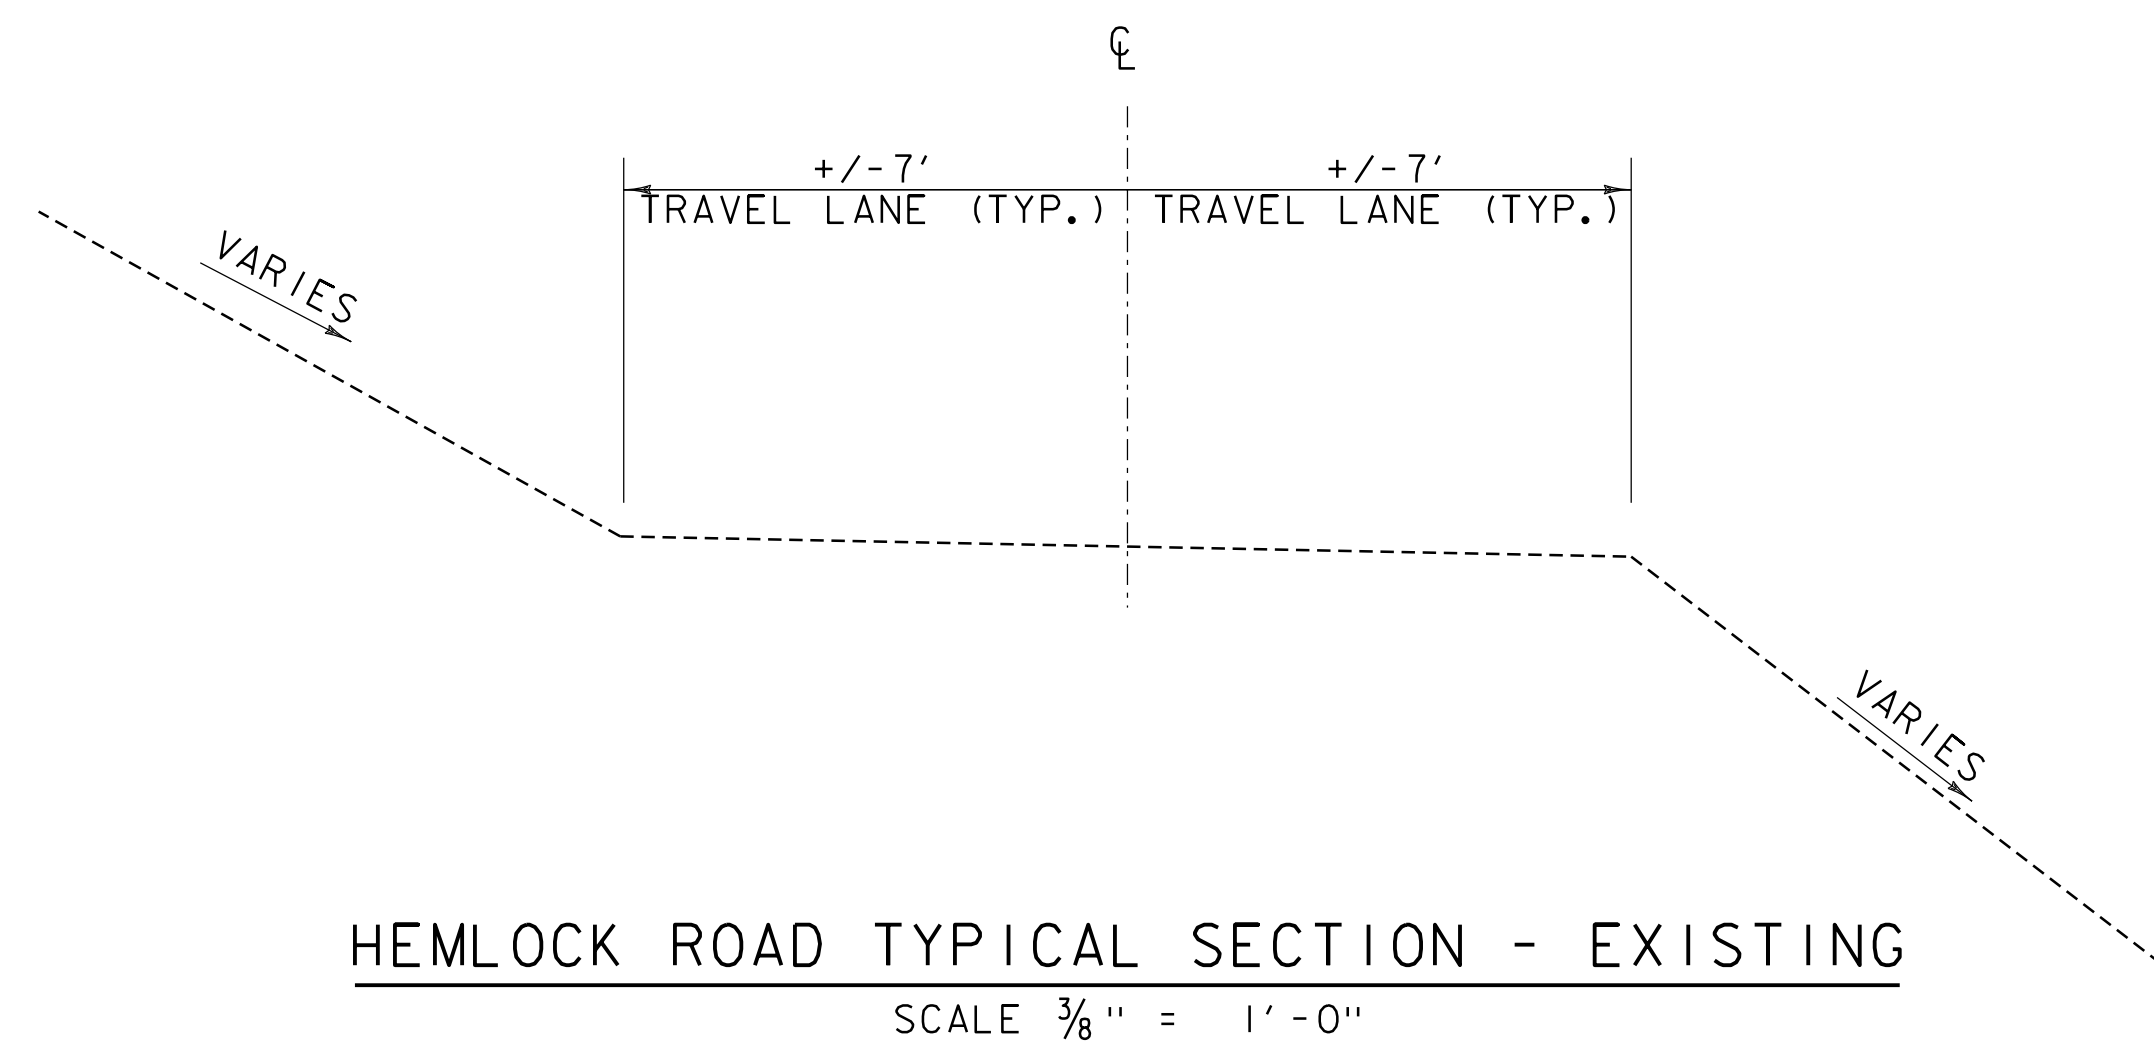 ℄
+/-7' +/-7'
TRAVEL LANE (TYP.) TRAVEL LANE (TYP.)
VARIES
VARIES
HEMLOCK ROAD TYPICAL SECTION - EXISTING
SCALE ⅜" = 1'-0"